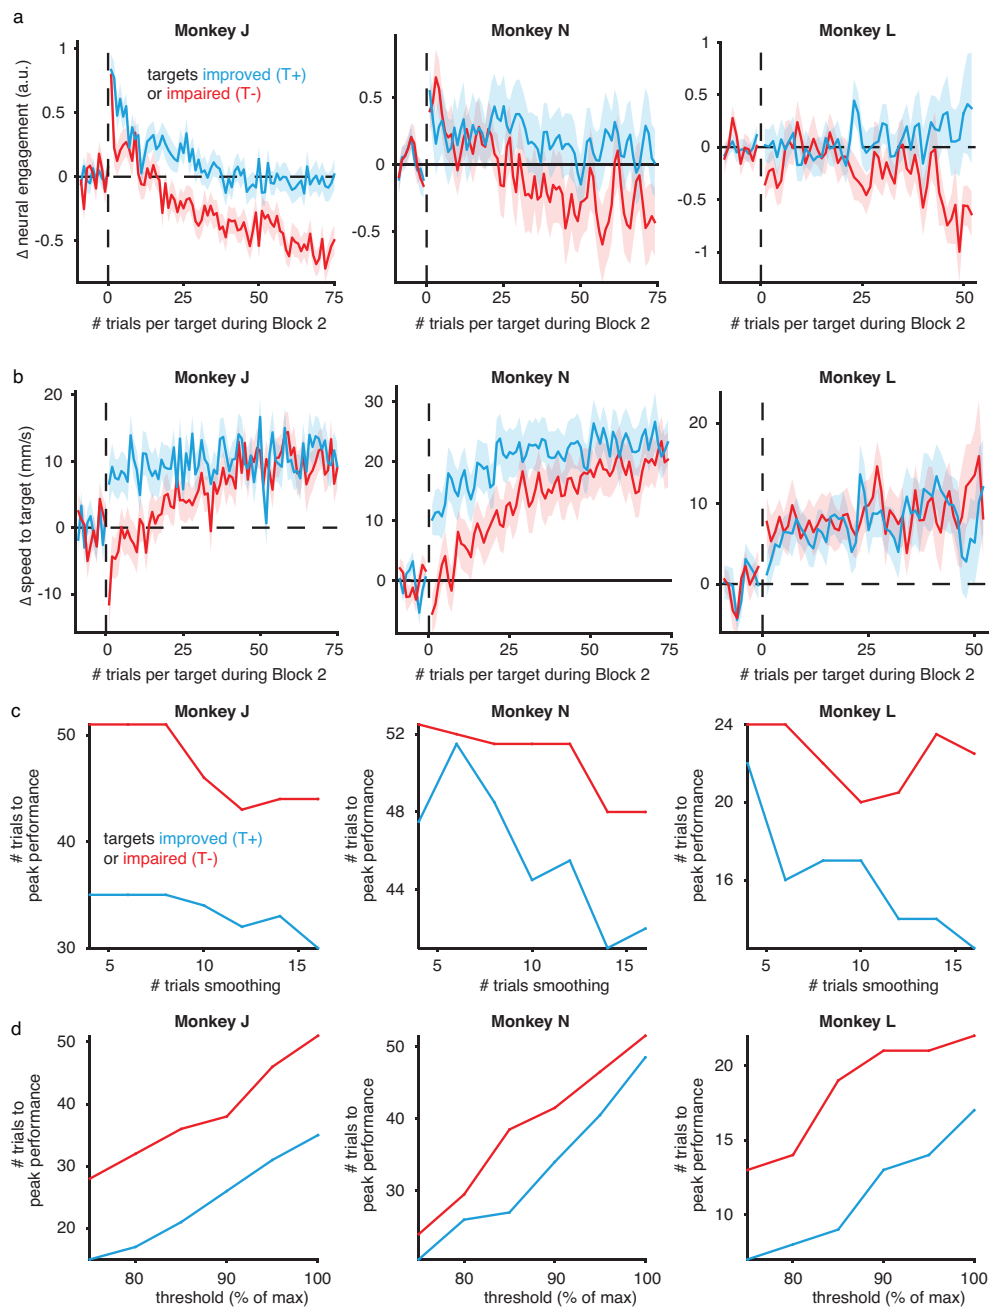 a
Monkey J
Monkey N
Monkey L
Δ neural engagement (a.u.)
1
0.5
0
-0.5
targets improved (T+)
or impaired (T-)
0 25 50 75
# trials per target during Block 2
0.5
0
-0.5
0 25 50 75
# trials per target during Block 2
1
0.5
0
-0.5
-1
0 25 50
# trials per target during Block 2
b
Monkey J
Monkey N
Monkey L
Δ speed to target (mm/s)
20
10
0
-10
0 25 50 75
# trials per target during Block 2
30
20
10
0
0 25 50 75
# trials per target during Block 2
20
10
0
0 25 50
# trials per target during Block 2
c
Monkey J
Monkey N
Monkey L
# trials to
peak performance
50
40
30
targets improved (T+)
or impaired (T-)
5 10 15
# trials smoothing
# trials to
peak performance
52
48
44
5 10 15
# trials smoothing
# trials to
peak performance
24
20
16
5 10 15
# trials smoothing
d
Monkey J
Monkey N
Monkey L
# trials to
peak performance
50
40
30
20
80 90 100
threshold (% of max)
# trials to
peak performance
50
40
30
80 90 100
threshold (% of max)
# trials to
peak performance
20
15
10
80 90 100
threshold (% of max)